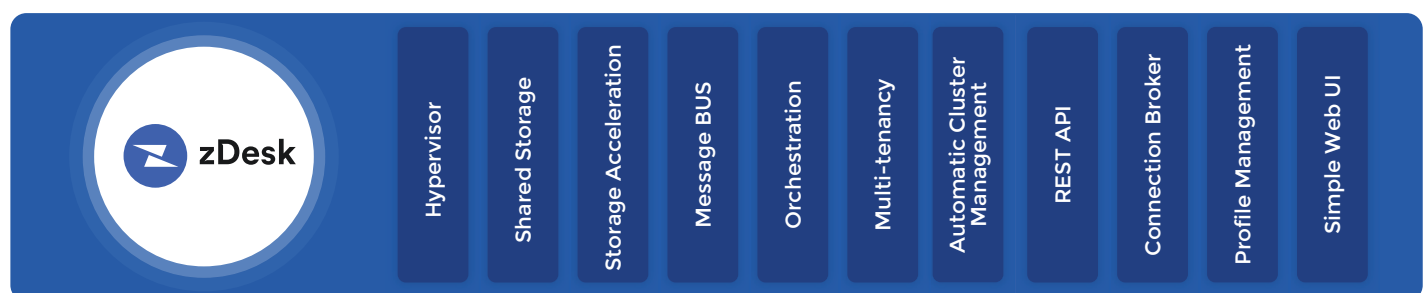 zDesk
Hypervisor
Shared Storage
Storage Acceleration
Message BUS
Orchestration
Multi-tenancy
Automatic Cluster
Management
REST API
Connection Broker
Profile Management
Simple Web UI